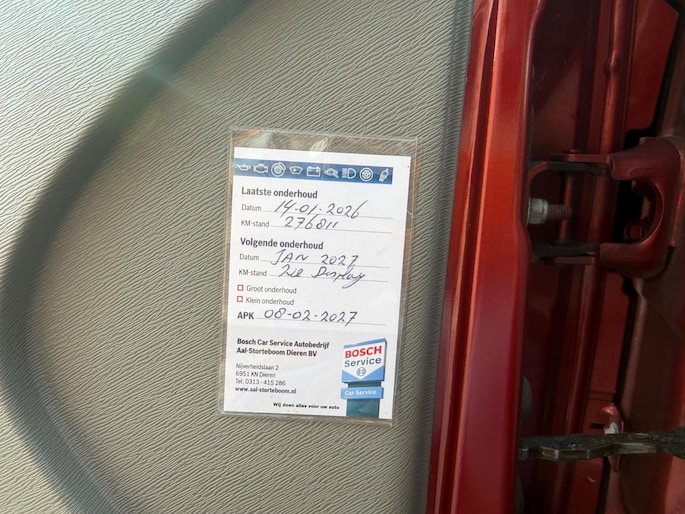 Laatste onderhoud
Datum 14-01-2026
KM-stand 276811
Volgende onderhoud
Datum JAN 2027
KM-stand Zie Display
Groot onderhoud
Klein onderhoud
APK 08-02-2027
Bosch Car Service Autobedrijf
Aal-Storteboom Dieren BV
Nijverheidslaan 2
6951 KN Dieren
Tel. 0313 - 415 286
www.aal-storteboom.nl
BOSCH
Service
Car Service
Wij doen alles voor uw auto